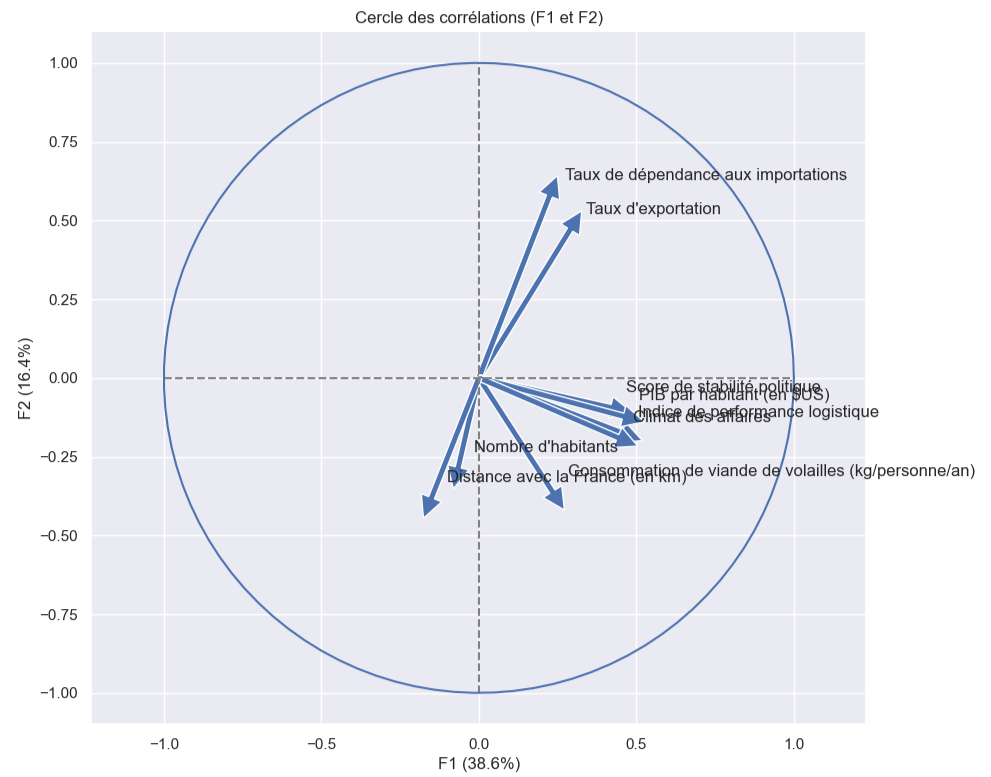 Cercle des corrélations (F1 et F2)
1.00
0.75
0.50
0.25
0.00
−0.25
−0.50
−0.75
−1.00
F2 (16.4%)
Taux de dépendance aux importations
Taux d'exportation
Score de stabilité politique
PIB par habitant (en $US)
Indice de performance logistique
Climat des affaires
Nombre d'habitants
Consommation de viande de volailles (kg/personne/an)
Distance avec la France (en km)
−1.0
−0.5
0.0
0.5
1.0
F1 (38.6%)